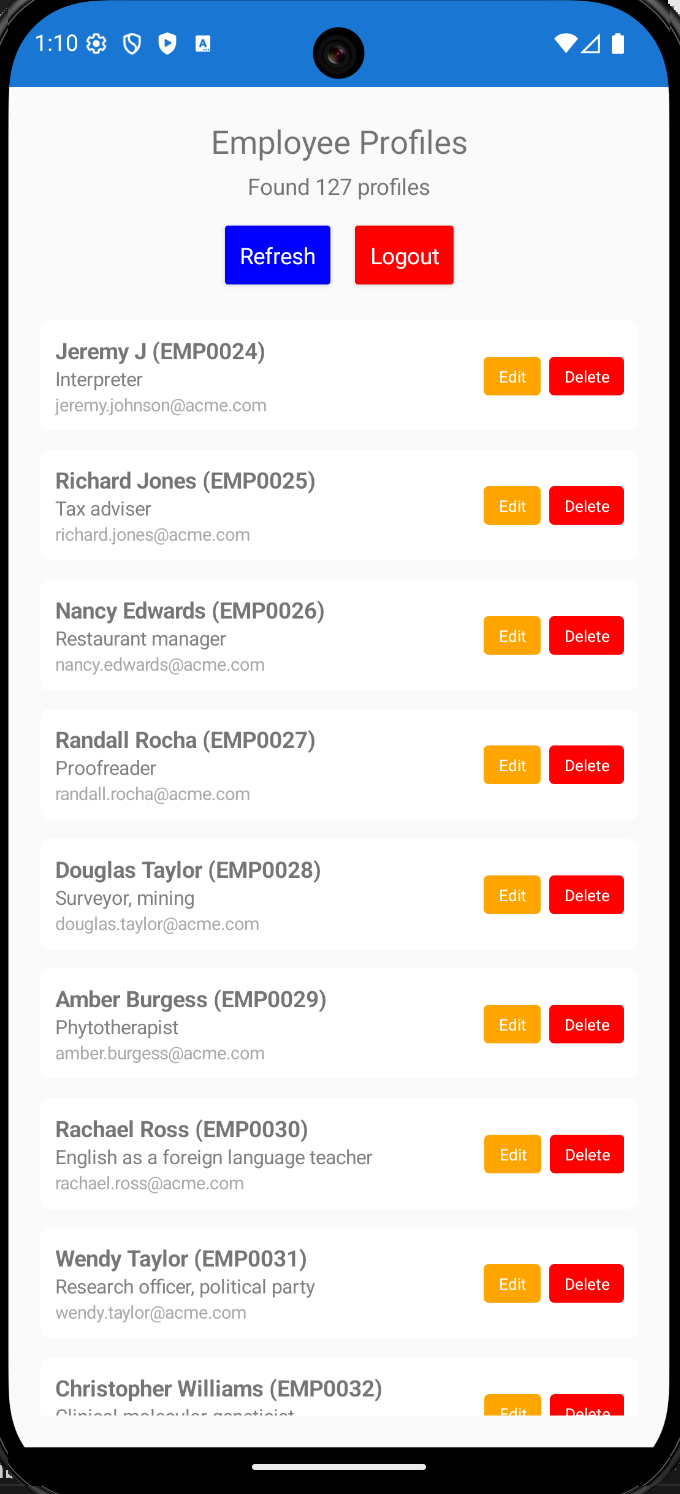 1:10
Employee Profiles
Found 127 profiles
Refresh Logout
Jeremy J (EMP0024)
Interpreter
jeremy.johnson@acme.com
Edit Delete
Richard Jones (EMP0025)
Tax adviser
richard.jones@acme.com
Edit Delete
Nancy Edwards (EMP0026)
Restaurant manager
nancy.edwards@acme.com
Edit Delete
Randall Rocha (EMP0027)
Proofreader
randall.rocha@acme.com
Edit Delete
Douglas Taylor (EMP0028)
Surveyor, mining
douglas.taylor@acme.com
Edit Delete
Amber Burgess (EMP0029)
Phytotherapist
amber.burgess@acme.com
Edit Delete
Rachael Ross (EMP0030)
English as a foreign language teacher
rachael.ross@acme.com
Edit Delete
Wendy Taylor (EMP0031)
Research officer, political party
wendy.taylor@acme.com
Edit Delete
Christopher Williams (EMP0032)
Clinical molecular geneticist
Edit Delete